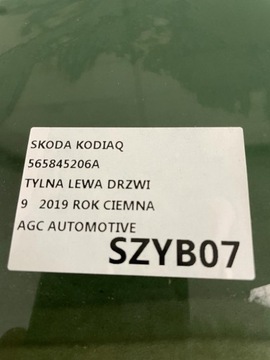 SKODA KODIAQ
565845206A
TYLNA LEWA DRZWI
9 2019 ROK CIEMNA
AGC AUTOMOTIVE
SZYB07